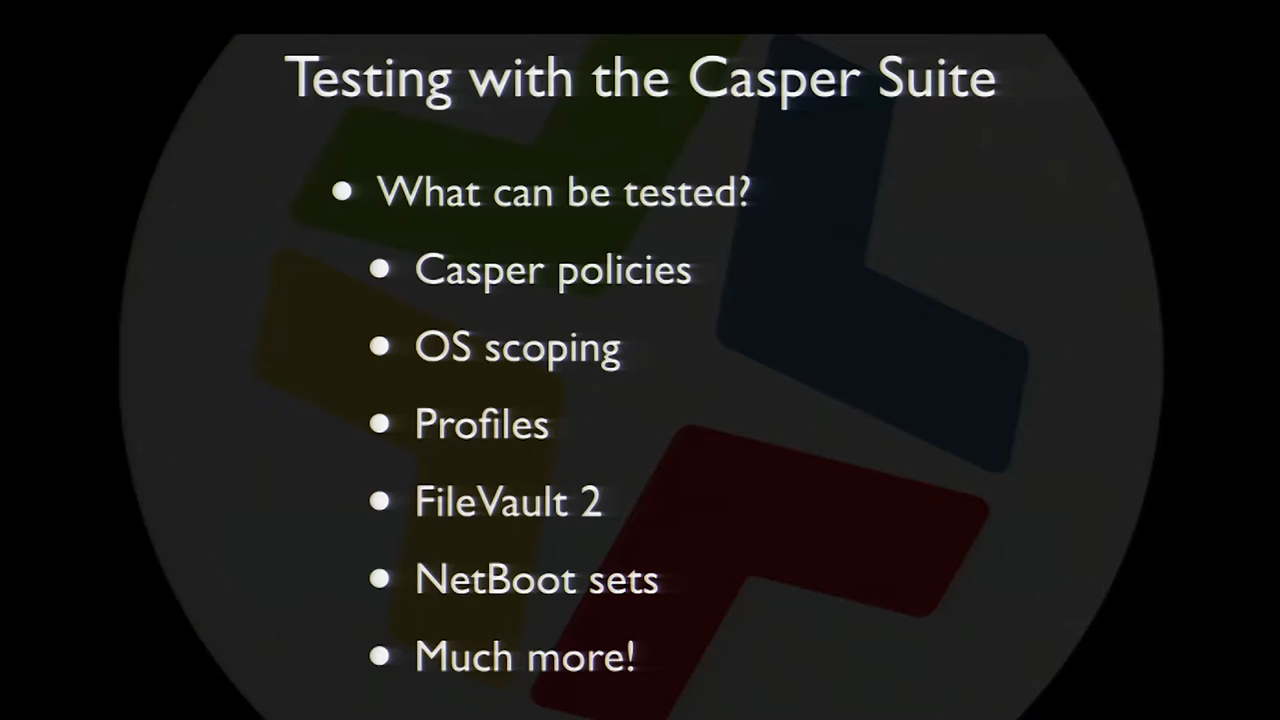 Testing with the Casper Suite
• What can be tested?
• Casper policies
• OS scoping
• Profiles
• FileVault 2
• NetBoot sets
• Much more!